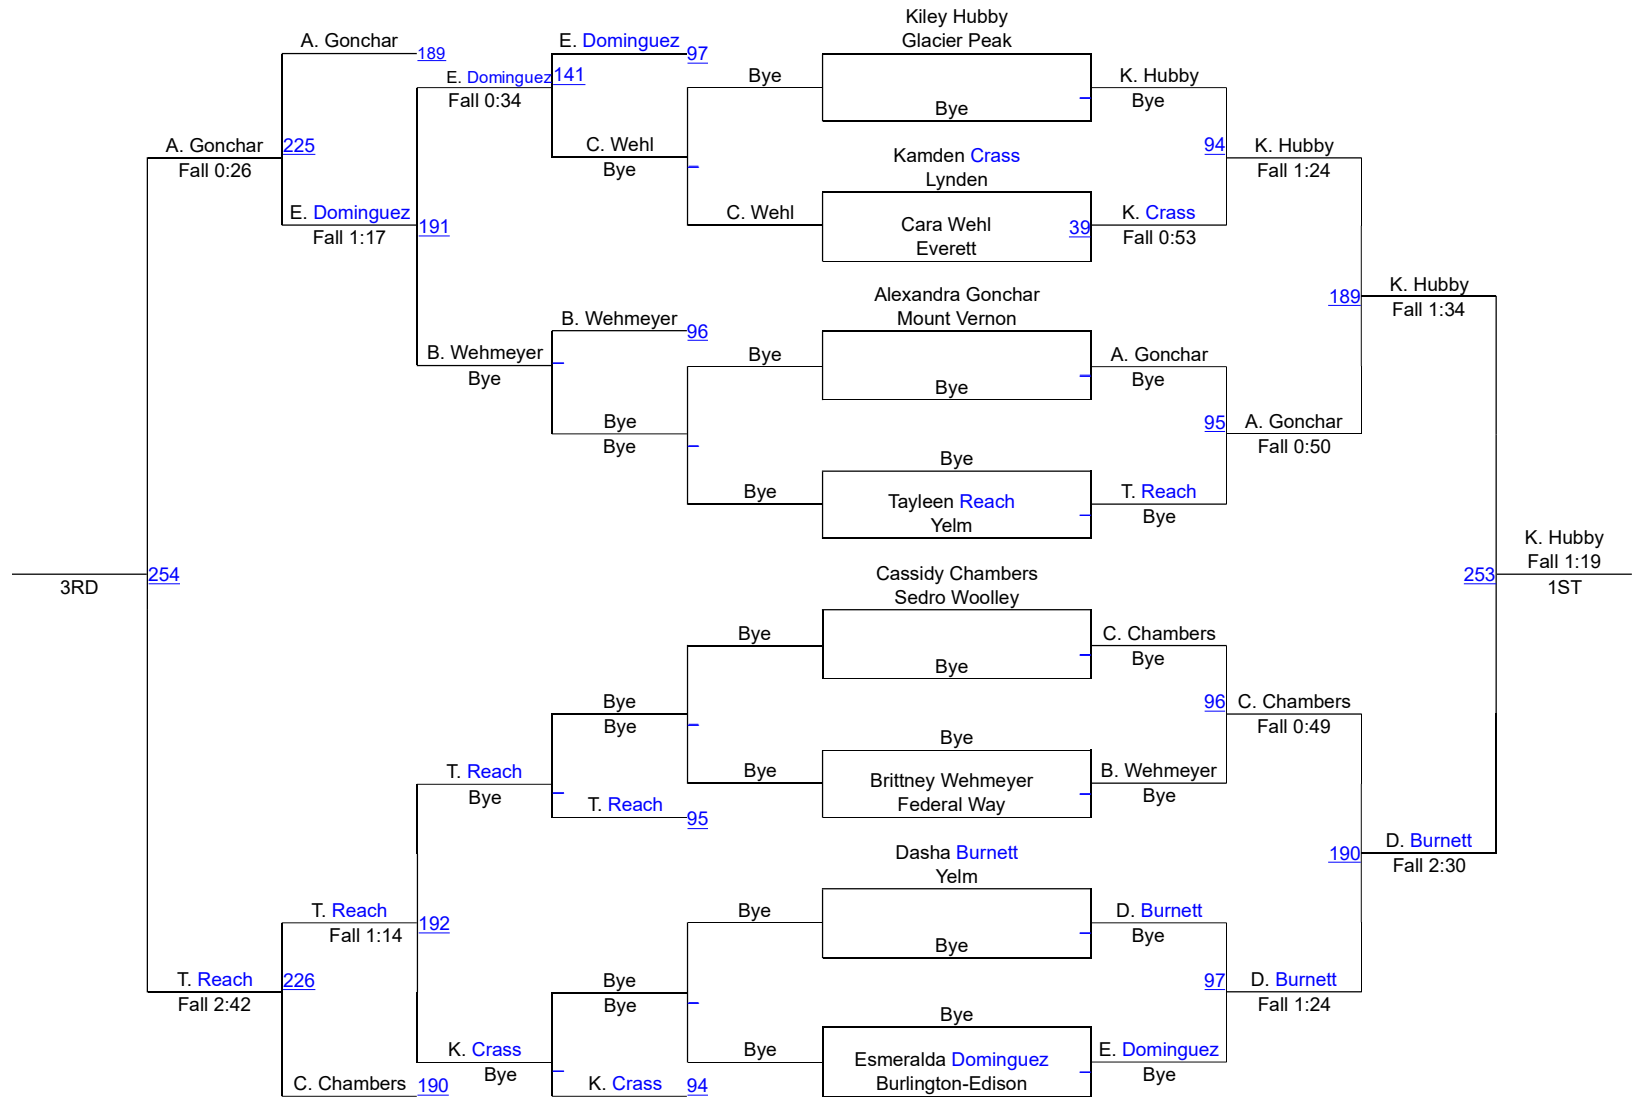 Kiley Hubby
Glacier Peak
A. Gonchar
189
E. Dominguez
97
E. Dominguez
141
Fall 0:34
Bye
Bye
K. Hubby
Bye
A. Gonchar
225
Fall 0:26
C. Wehl
Bye
Kamden Crass
Lynden
94
K. Hubby
Fall 1:24
E. Dominguez
Fall 1:17
191
C. Wehl
Cara Wehl
Everett
39
K. Crass
Fall 0:53
Alexandra Gonchar
Mount Vernon
189
K. Hubby
Fall 1:34
B. Wehmeyer
96
B. Wehmeyer
Bye
Bye
Bye
A. Gonchar
Bye
Bye
Bye
95
A. Gonchar
Fall 0:50
Bye
Bye
Tayleen Reach
Yelm
T. Reach
Bye
K. Hubby
Fall 1:19
1ST
253
254
3RD
Cassidy Chambers
Sedro Woolley
Bye
Bye
C. Chambers
Bye
Bye
Bye
96
C. Chambers
Fall 0:49
Bye
T. Reach
Bye
Bye
Brittney Wehmeyer
Federal Way
B. Wehmeyer
Bye
T. Reach
95
Dasha Burnett
Yelm
190
D. Burnett
Fall 2:30
T. Reach
Fall 1:14
192
Bye
Bye
D. Burnett
Bye
T. Reach
226
Fall 2:42
Bye
Bye
97
D. Burnett
Fall 1:24
Bye
K. Crass
Bye
Bye
Esmeralda Dominguez
Burlington-Edison
E. Dominguez
Bye
C. Chambers
190
K. Crass
94